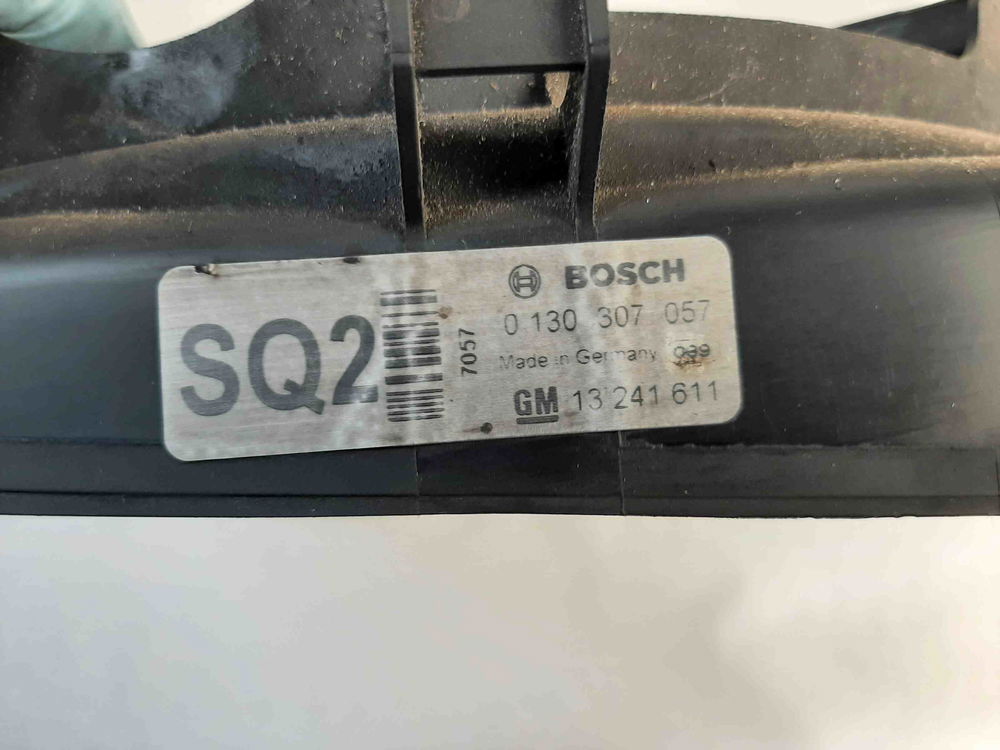 SQ2
7057
BOSCH
0 130 307 057
Made in Germany
GM 13 241 611